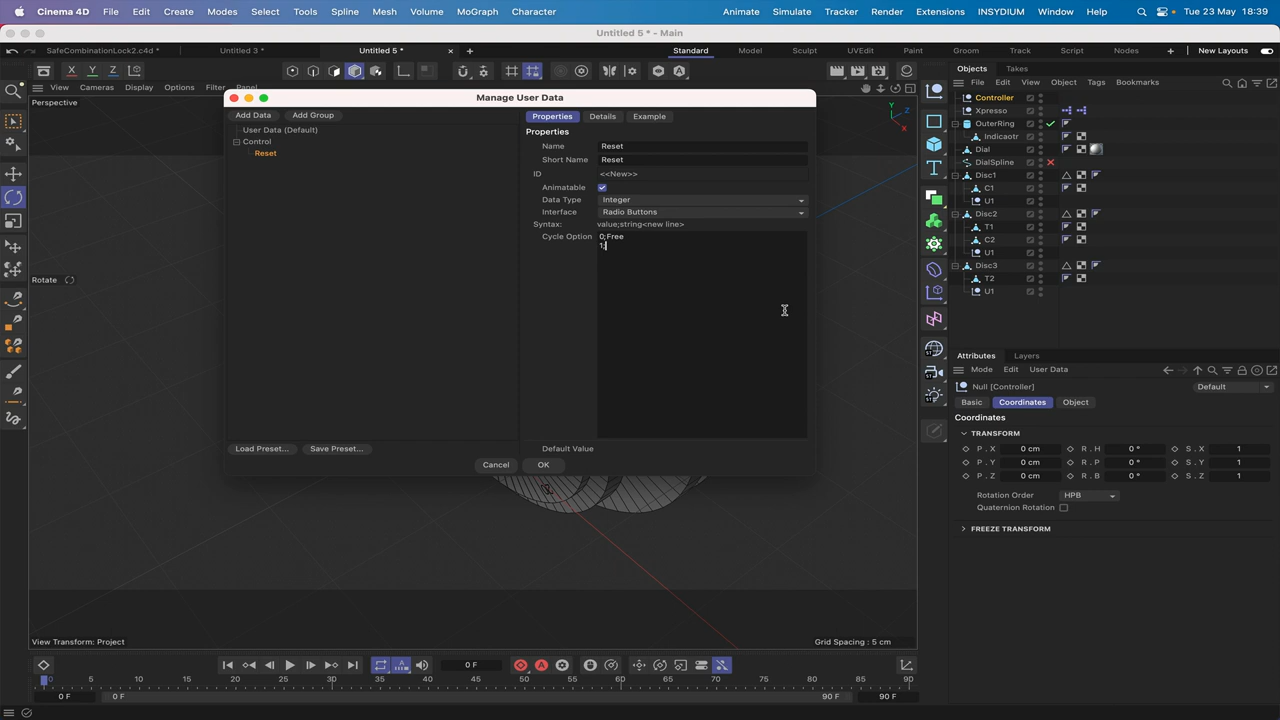 Cinema 4D File Edit Create Modes Select Tools Spline Mesh Volume MoGraph Character Animate Simulate Tracker Render Extensions INSYDIUM Window Help Tue 23 May 18:39
Untitled 5 * - Main
SafeCombinationLock2.c4d * Untitled 3 * Untitled 5 * Standard Model Sculpt UVEdit Paint Groom Track Script Nodes New Layouts
X Y Z
Objects Takes
View Cameras Display Options Filter Panel
File Edit View Object Tags Bookmarks
Perspective
Manage User Data
Controller
Xpresso
OuterRing
Indicaotr
Dial
DialSpline
Disc1
C1
U1
Disc2
T1
C2
U1
Disc3
T2
U1
Add Data Add Group
User Data (Default)
Control
Reset
Properties Details Example
Properties
Name Reset
Short Name Reset
ID <<New>>
Animatable
Data Type Integer
Interface Radio Buttons
Syntax: value;string<new line>
Cycle Option 0;Free
1;
Default Value
Load Preset... Save Preset...
Cancel OK
Rotate
Attributes Layers
Mode Edit User Data
Null [Controller] Default
Basic Coordinates Object
Coordinates
TRANSFORM
P . X 0 cm R . H 0 ° S . X 1
P . Y 0 cm R . P 0 ° S . Y 1
P . Z 0 cm R . B 0 ° S . Z 1
Rotation Order HPB
Quaternion Rotation
FREEZE TRANSFORM
View Transform: Project Grid Spacing : 5 cm
0 F
0 5 10 15 20 25 30 35 40 45 50 55 60 65 70 75 80 85 90
0 F 0 F 90 F 90 F